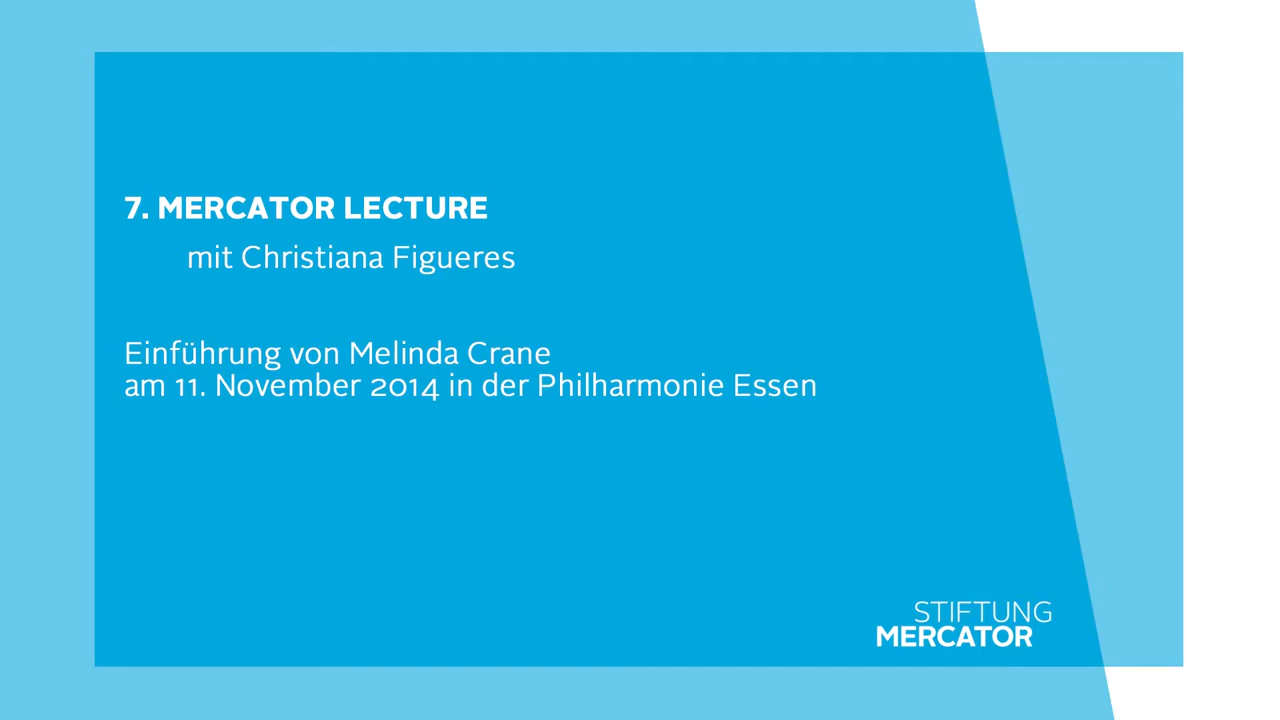 7. MERCATOR LECTURE
mit Christiana Figueres
Einführung von Melinda Crane
am 11. November 2014 in der Philharmonie Essen
STIFTUNG
MERCATOR